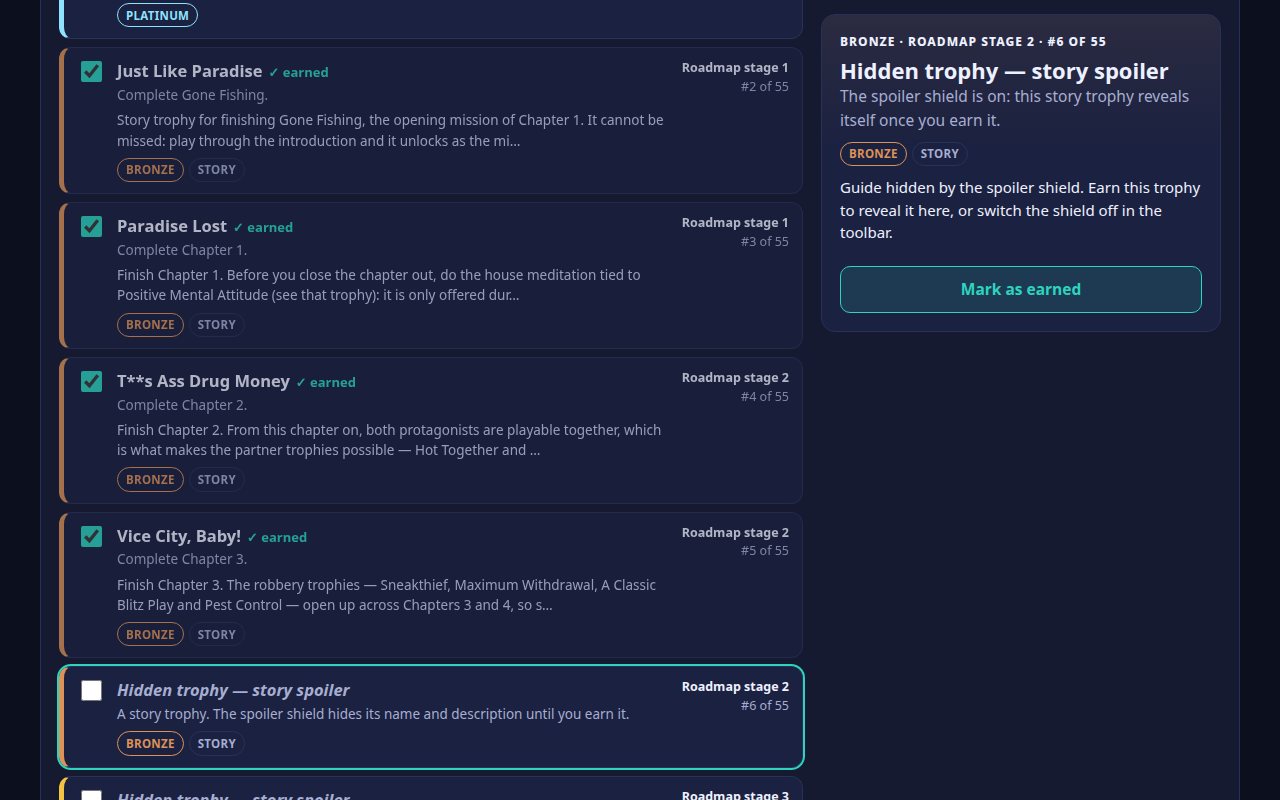 PLATINUM
Just Like Paradise ✓ earned
Roadmap stage 1
Complete Gone Fishing.
#2 of 55
Story trophy for finishing Gone Fishing, the opening mission of Chapter 1. It cannot be
missed: play through the introduction and it unlocks as the mi...
BRONZE STORY
Paradise Lost ✓ earned
Roadmap stage 1
Complete Chapter 1.
#3 of 55
Finish Chapter 1. Before you close the chapter out, do the house meditation tied to
Positive Mental Attitude (see that trophy): it is only offered dur...
BRONZE STORY
T**s Ass Drug Money ✓ earned
Roadmap stage 2
Complete Chapter 2.
#4 of 55
Finish Chapter 2. From this chapter on, both protagonists are playable together, which
is what makes the partner trophies possible — Hot Together and ...
BRONZE STORY
Vice City, Baby! ✓ earned
Roadmap stage 2
Complete Chapter 3.
#5 of 55
Finish Chapter 3. The robbery trophies — Sneakthief, Maximum Withdrawal, A Classic
Blitz Play and Pest Control — open up across Chapters 3 and 4, so s...
BRONZE STORY
Hidden trophy — story spoiler
Roadmap stage 2
A story trophy. The spoiler shield hides its name and description until you earn it.
#6 of 55
BRONZE STORY
Hidden trophy — story spoiler
Roadmap stage 3
BRONZE · ROADMAP STAGE 2 · #6 OF 55
Hidden trophy — story spoiler
The spoiler shield is on: this story trophy reveals
itself once you earn it.
BRONZE STORY
Guide hidden by the spoiler shield. Earn this trophy
to reveal it here, or switch the shield off in the
toolbar.
Mark as earned